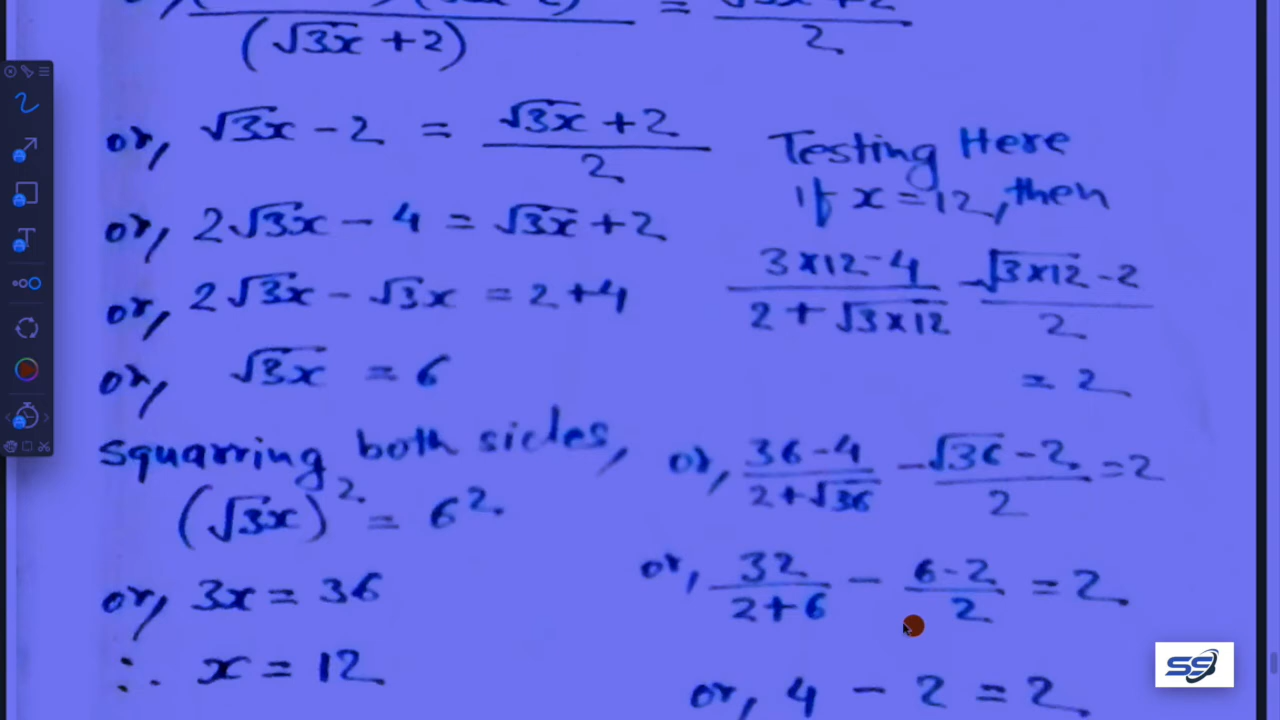 (√3x + 2)
2
or, √3x - 2 = (√3x + 2)/2
or, 2√3x - 4 = √3x + 2
or, 2√3x - √3x = 2 + 4
or, √3x = 6
squarring both sides,
(√3x)² = 6²
or, 3x = 36
∴ x = 12
Testing Here
if x = 12, then
(3×12-4)/(2+√3×12) - (√3×12 - 2)/2
= 2
or, (36-4)/(2+√36) - (√36-2)/2 = 2
or, 32/(2+6) - (6-2)/2 = 2
or, 4 - 2 = 2
SS
T